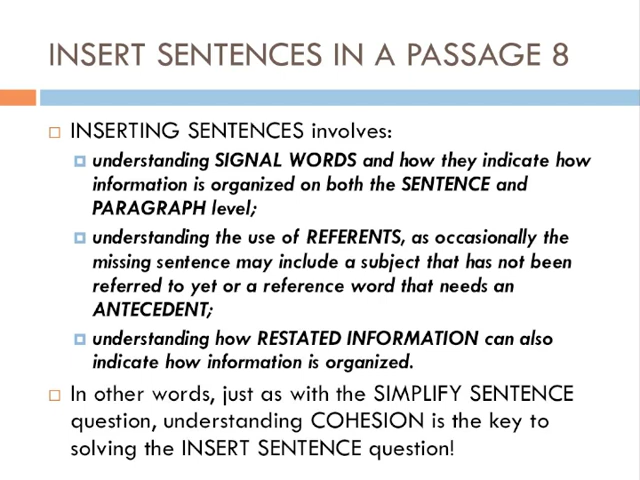 INSERT SENTENCES IN A PASSAGE 8
INSERTING SENTENCES involves:
understanding SIGNAL WORDS and how they indicate how
information is organized on both the SENTENCE and
PARAGRAPH level;
understanding the use of REFERENTS, as occasionally the
missing sentence may include a subject that has not been
referred to yet or a reference word that needs an
ANTECEDENT;
understanding how RESTATED INFORMATION can also
indicate how information is organized.
In other words, just as with the SIMPLIFY SENTENCE
question, understanding COHESION is the key to
solving the INSERT SENTENCE question!